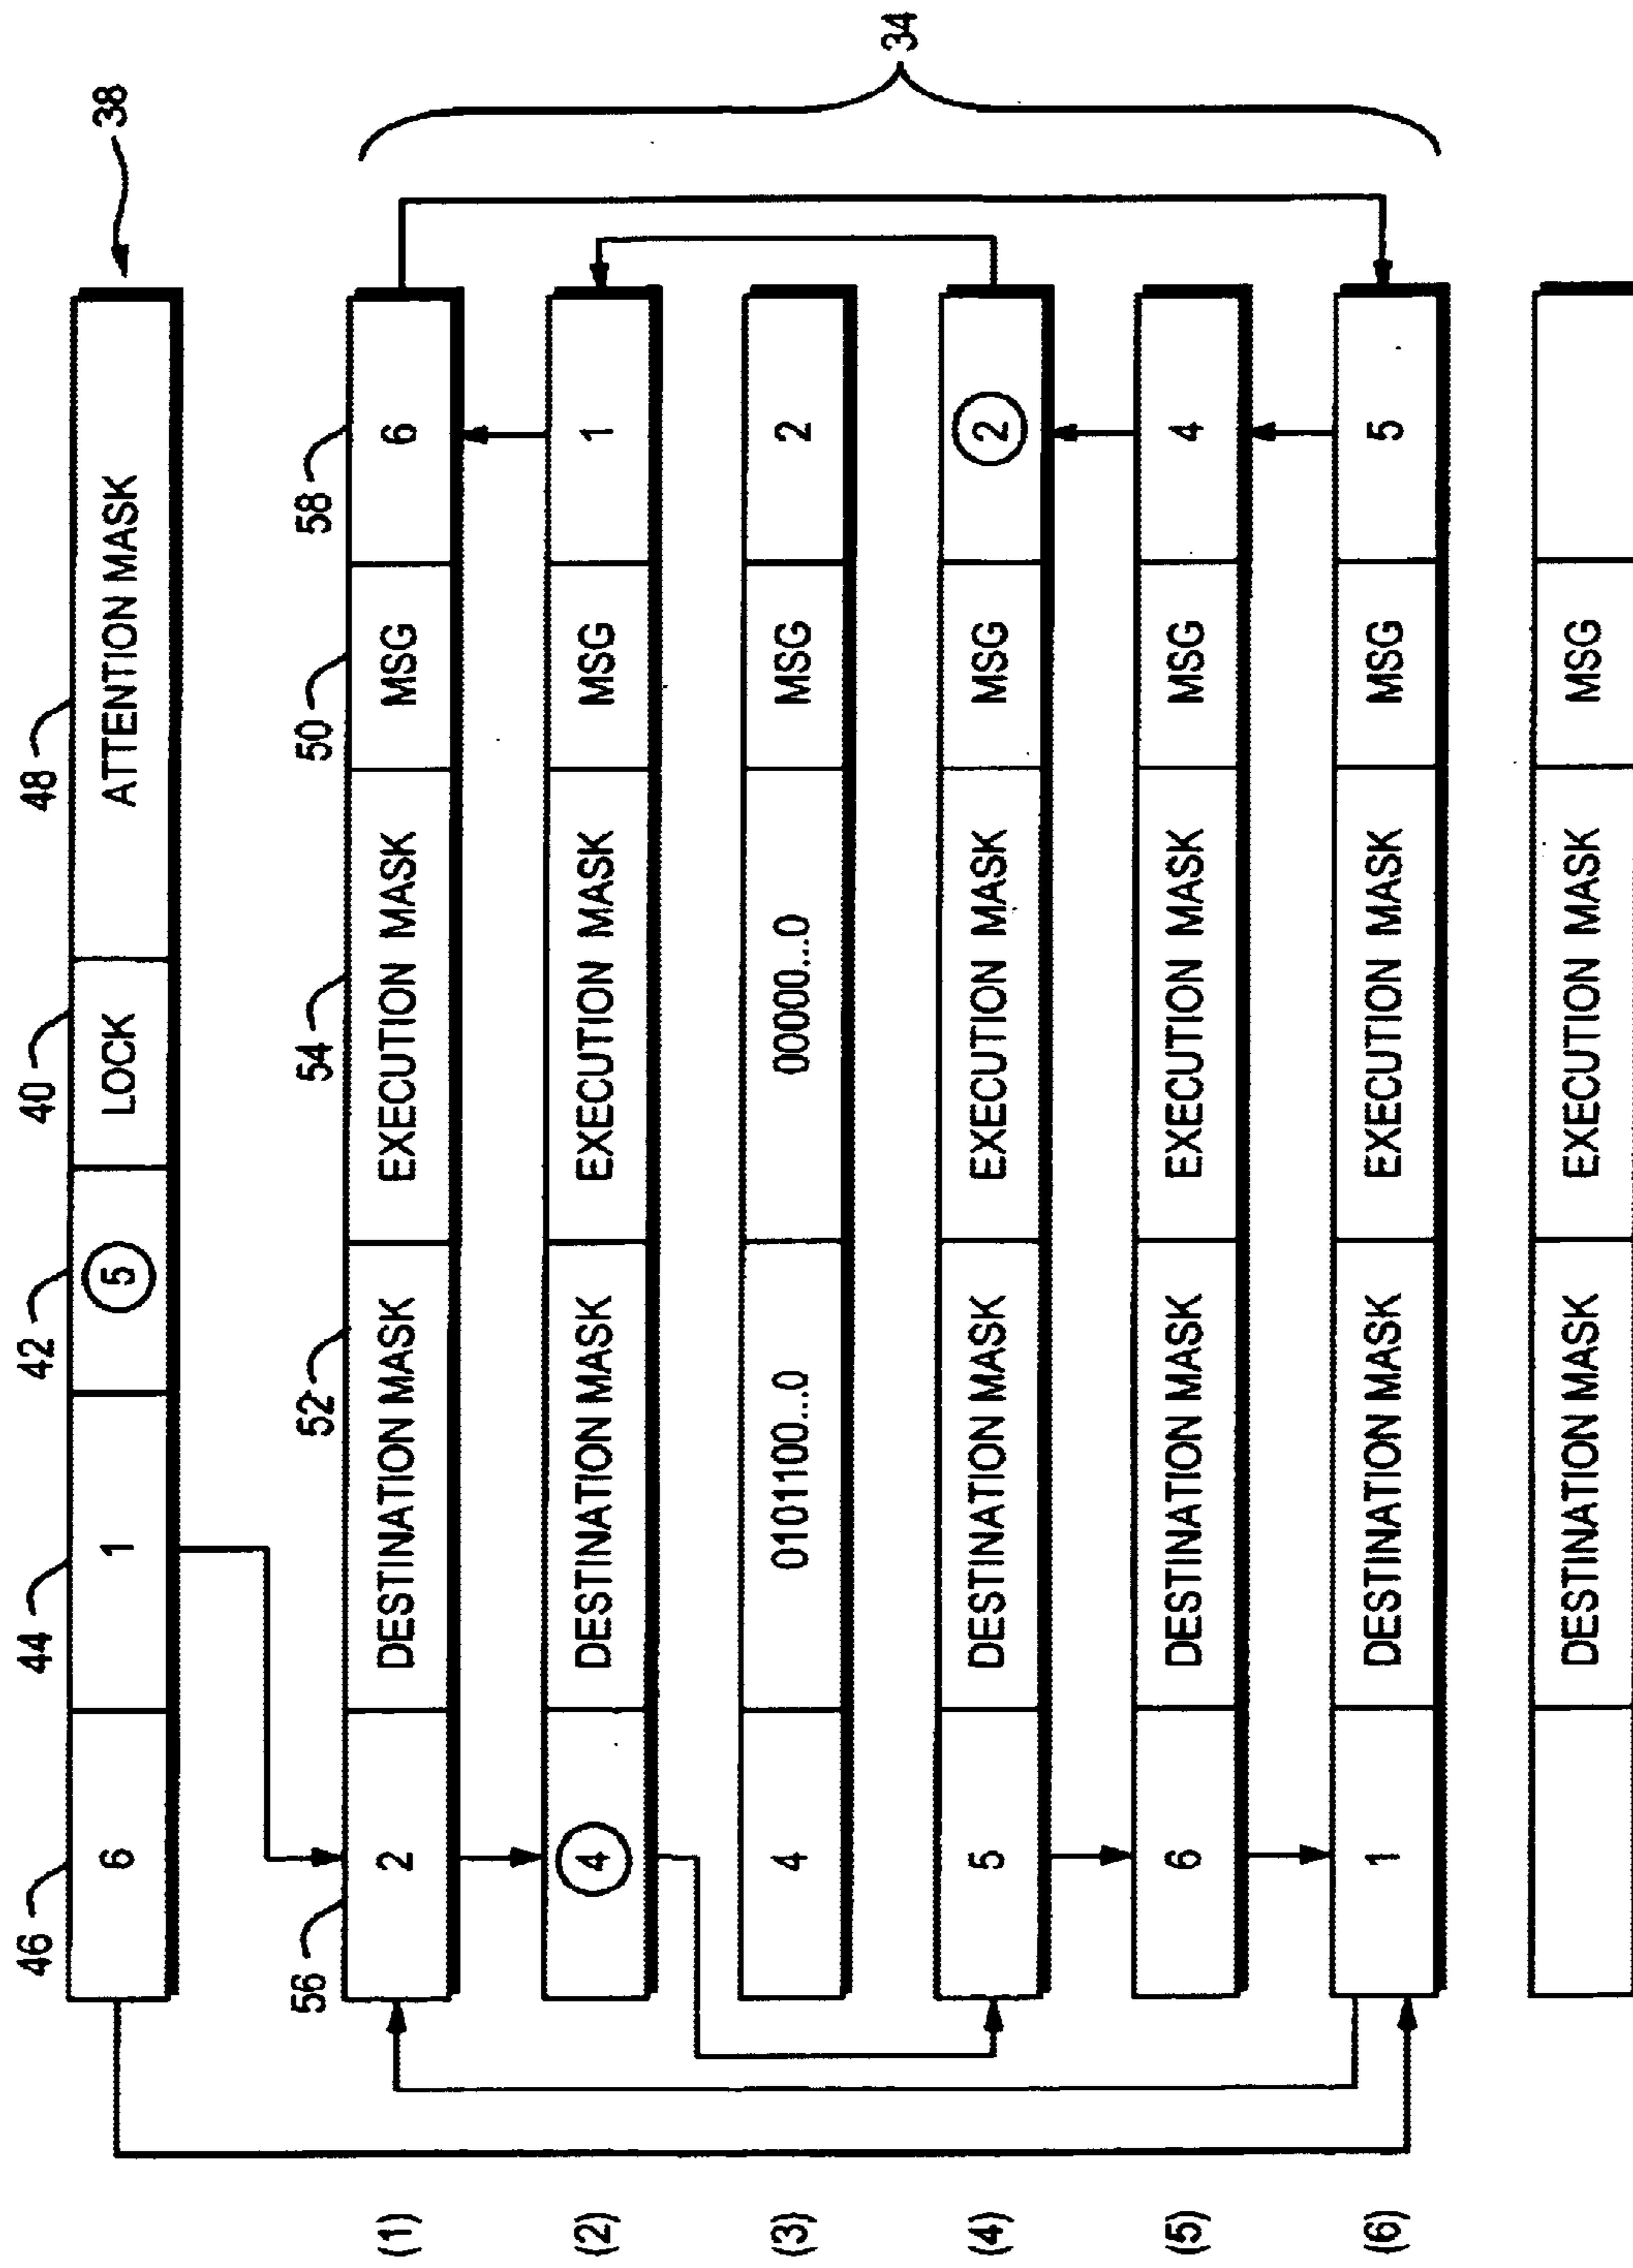 46 44 42 40 48
6 1 5 LOCK ATTENTION MASK 38
56 52 54 50 58
(1) 2 DESTINATION MASK EXECUTION MASK MSG 6
(2) 4 DESTINATION MASK EXECUTION MASK MSG 1
(3) 4 0101100...0 00000...0 MSG 2
34
(4) 5 DESTINATION MASK EXECUTION MASK MSG 2
(5) 6 DESTINATION MASK EXECUTION MASK MSG 4
(6) 1 DESTINATION MASK EXECUTION MASK MSG 5
DESTINATION MASK EXECUTION MASK MSG